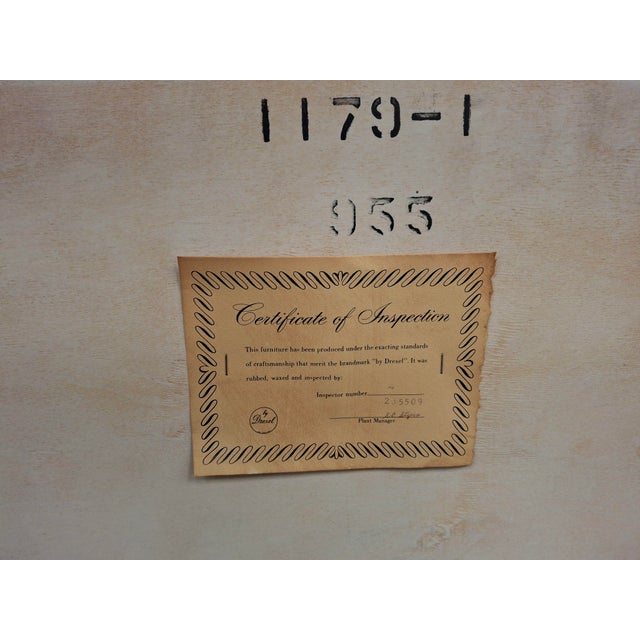 1179-1
955
Certificate of Inspection
This furniture has been produced under the exacting standards
of craftsmanship that merit the brandmark "by Drexel". It was
rubbed, waxed and inspected by:
Inspector number
235509
by
Drexel
Plant Manager